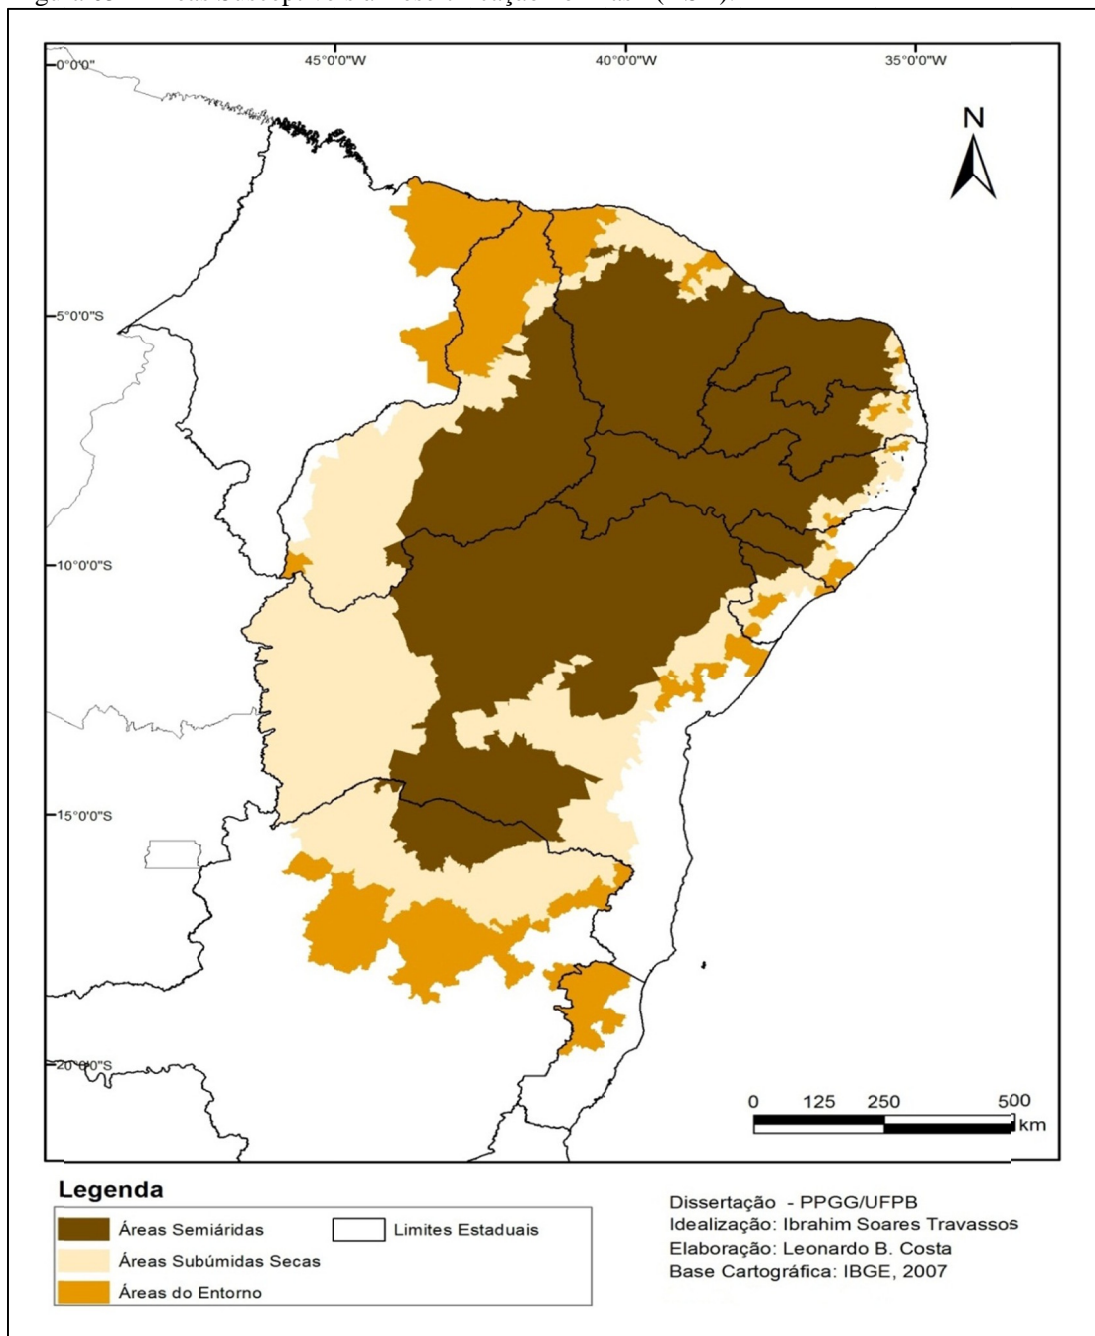 45°0'0"W
40°0'0"W
35°0'0"W
0°0'0"
N
5°0'0"S
10°0'0"S
15°0'0"S
20°0'0"S
0 125 250 500
km
Legenda
Áreas Semiáridas
Limites Estaduais
Áreas Subúmidas Secas
Áreas do Entorno
Dissertação - PPGG/UFPB
Idealização: Ibrahim Soares Travassos
Elaboração: Leonardo B. Costa
Base Cartográfica: IBGE, 2007